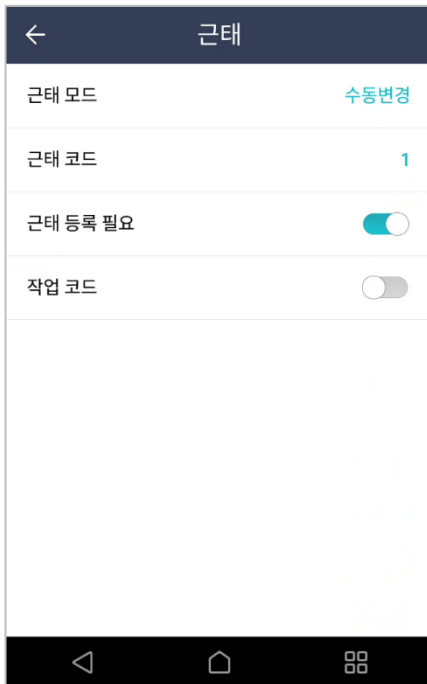 근태
근태 모드
수동변경
근태 코드
1
근태 등록 필요
작업 코드